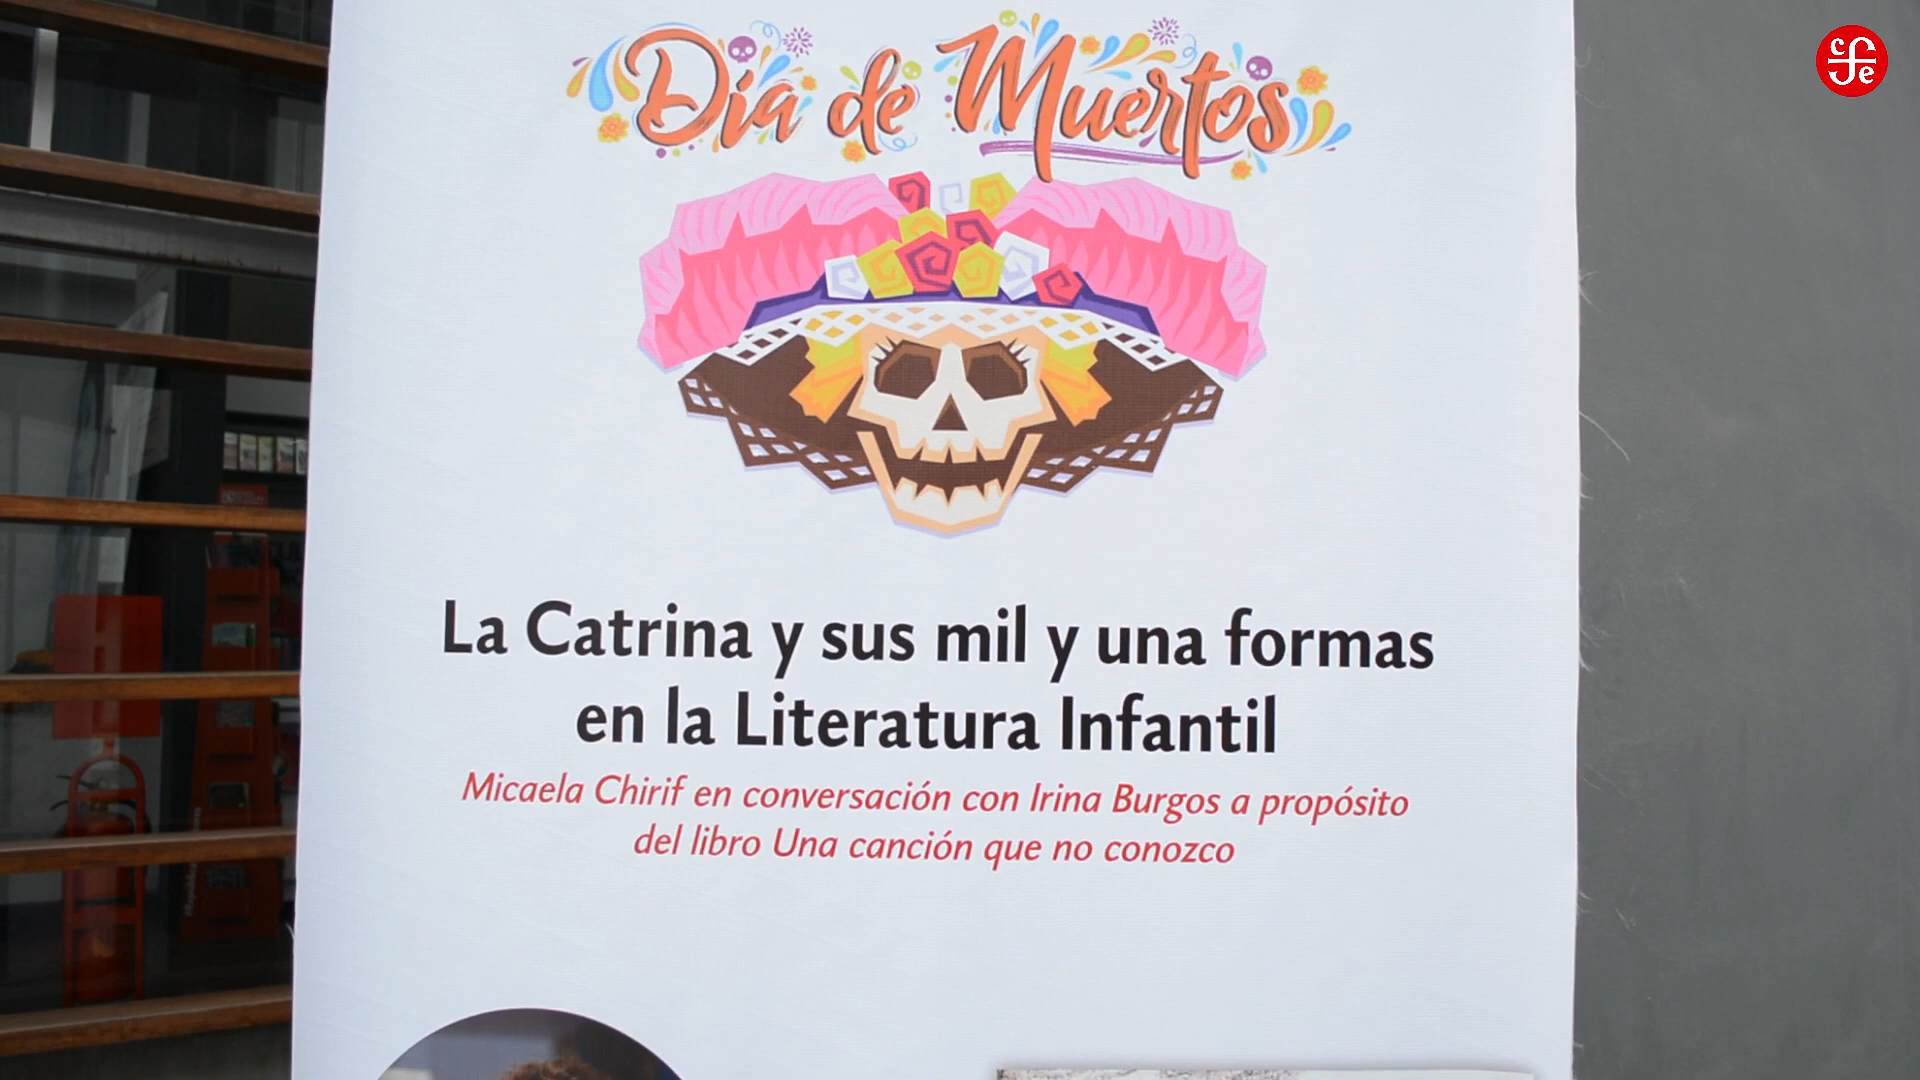 Día de Muertos
La Catrina y sus mil y una formas
en la Literatura Infantil
Micaela Chirif en conversación con Irina Burgos a propósito
del libro Una canción que no conozco